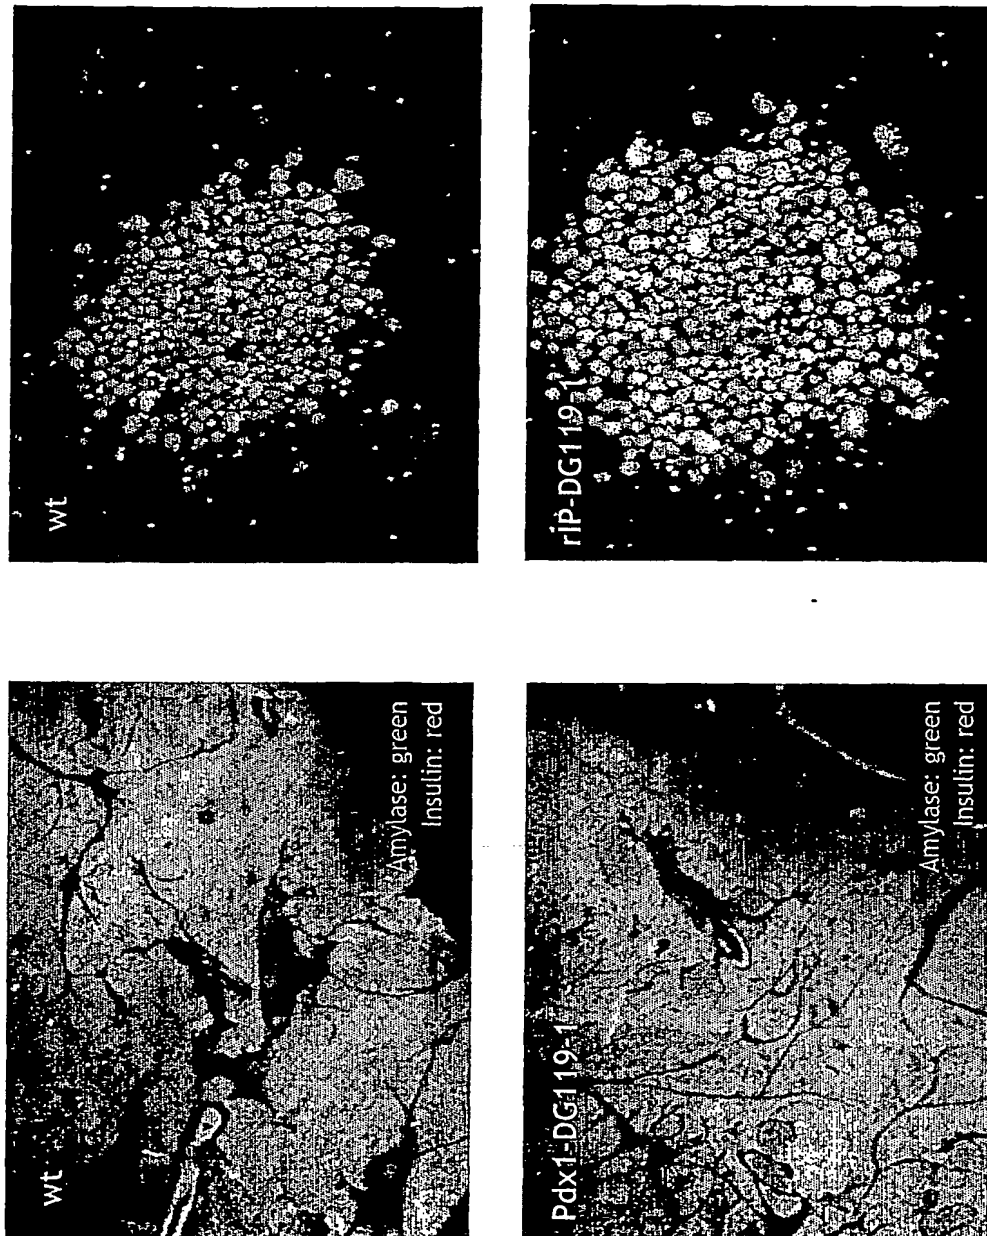 wt
wt
Amylase: green
Insulin: red
rIP-DG119-1
Pdx1-DG119-1
Amylase: green
Insulin: red